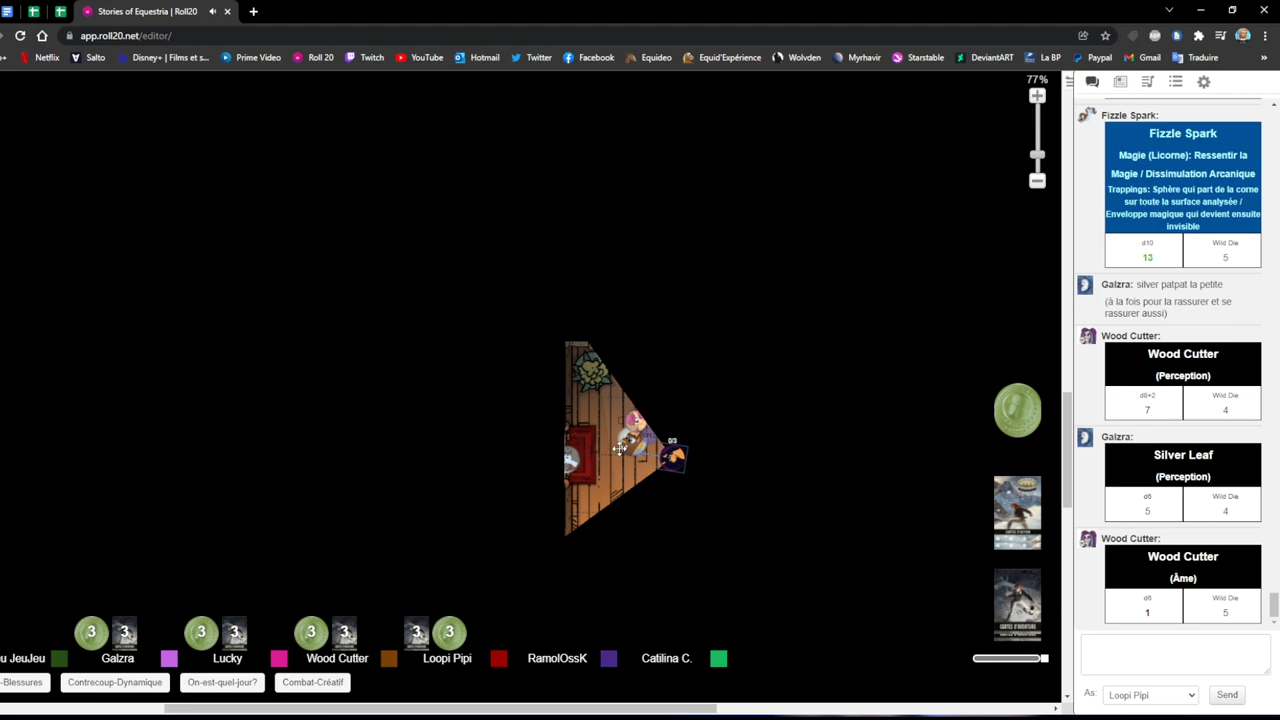 Stories of Equestria | Roll20
app.roll20.net/editor/
Netflix
Salto
Disney+ | Films et s...
Prime Video
Roll 20
Twitch
YouTube
Hotmail
Twitter
Facebook
Equideo
Equid'Expérience
Wolvden
Myrhavir
Starstable
DeviantART
La BP
Paypal
Gmail
Traduire
77%
Fizzle Spark:
Fizzle Spark
Magie (Licorne): Ressentir la
Magie / Dissimulation Arcanique
Trappings: Sphère qui part de la corne
sur toute la surface analysée /
Enveloppe magique qui devient ensuite
invisible
d10 Wild Die
13 5
Galzra: silver patpat la petite
(à la fois pour la rassurer et se
rassurer aussi)
Wood Cutter:
Wood Cutter
(Perception)
d8+2 Wild Die
7 4
Galzra:
Silver Leaf
(Perception)
d6 Wild Die
5 4
Wood Cutter:
Wood Cutter
(Âme)
d6 Wild Die
1 5
0/3
3 3 3 3 3 3 3 3
u JeuJeu Galzra Lucky Wood Cutter Loopi Pipi RamolOssK Catilina C.
-Blessures Contrecoup-Dynamique On-est-quel-jour? Combat-Créatif
As: Loopi Pipi Send